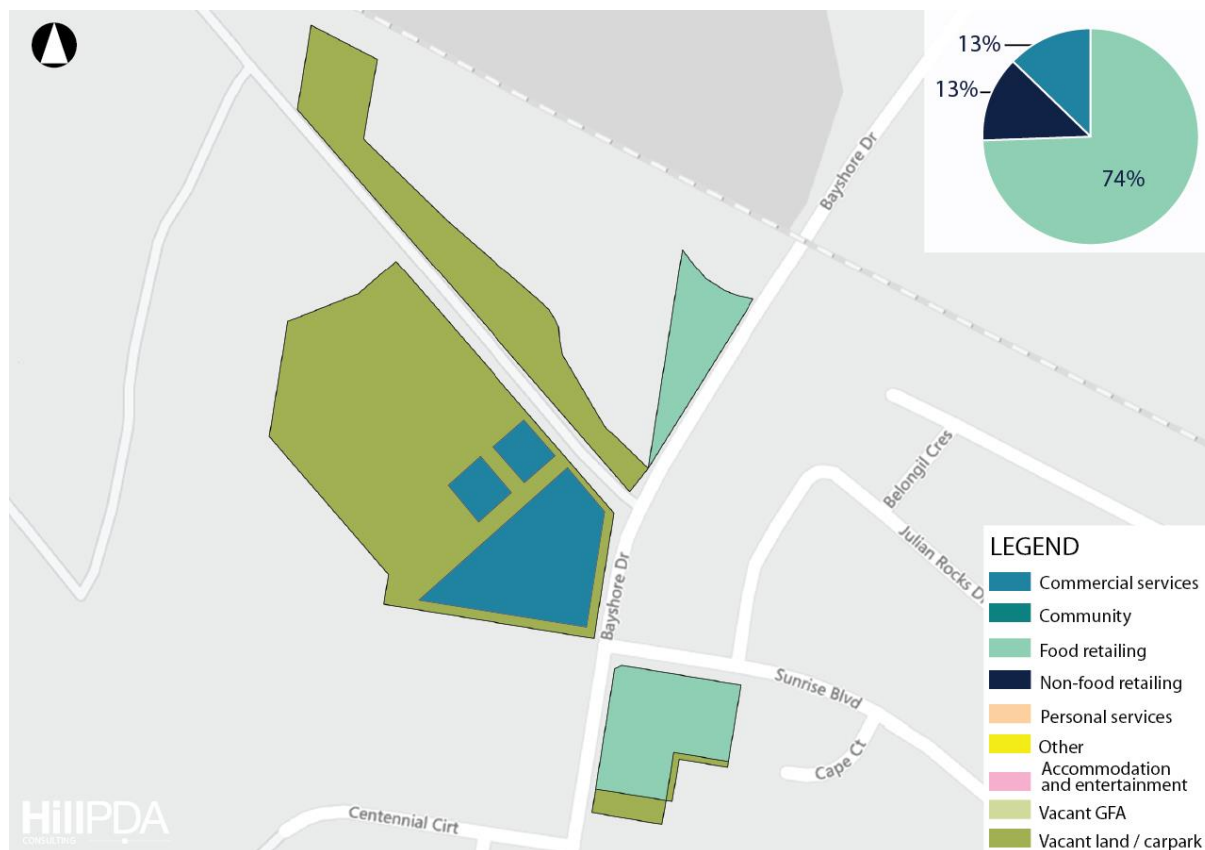 13%
13%
74%
Bayshore Dr
Belongil Cres
Julian Rocks D
Bayshore Dr
Sunrise Blvd
Cape Ct
Centennial Cirt
LEGEND
Commercial services
Community
Food retailing
Non-food retailing
Personal services
Other
Accommodation
and entertainment
Vacant GFA
Vacant land / carpark
HillPDA
CONSULTING